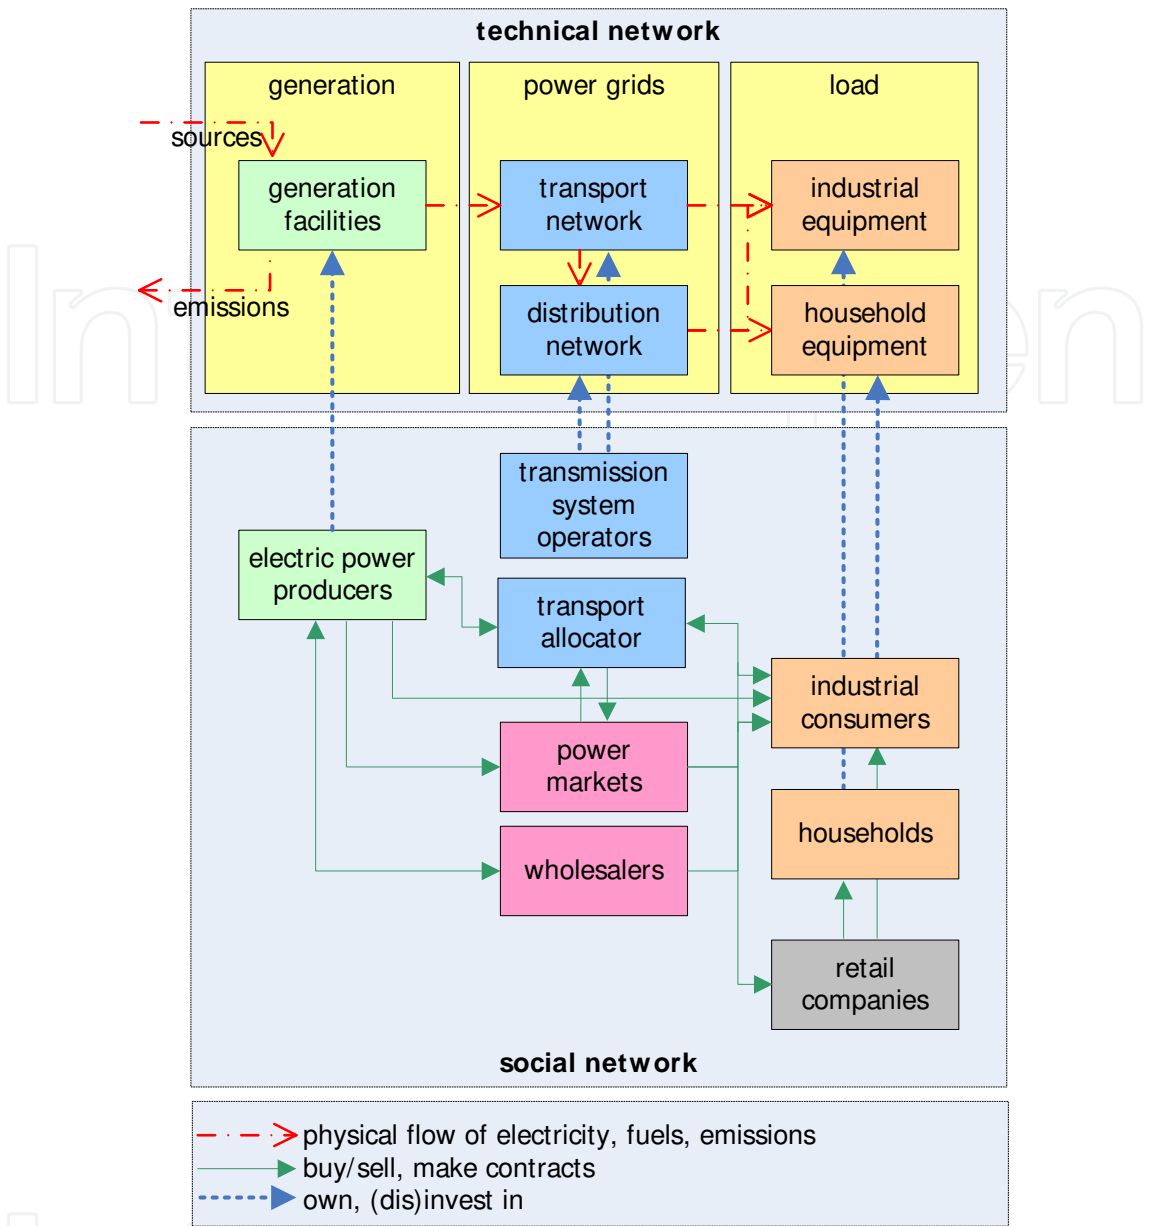 technical network
generation
power grids
load
sources
generation
facilities
transport
network
industrial
equipment
emissions
distribution
network
household
equipment
transmission
system
operators
electric power
producers
transport
allocator
industrial
consumers
power
markets
households
wholesalers
retail
companies
social network
physical flow of electricity, fuels, emissions
buy/sell, make contracts
own, (dis)invest in